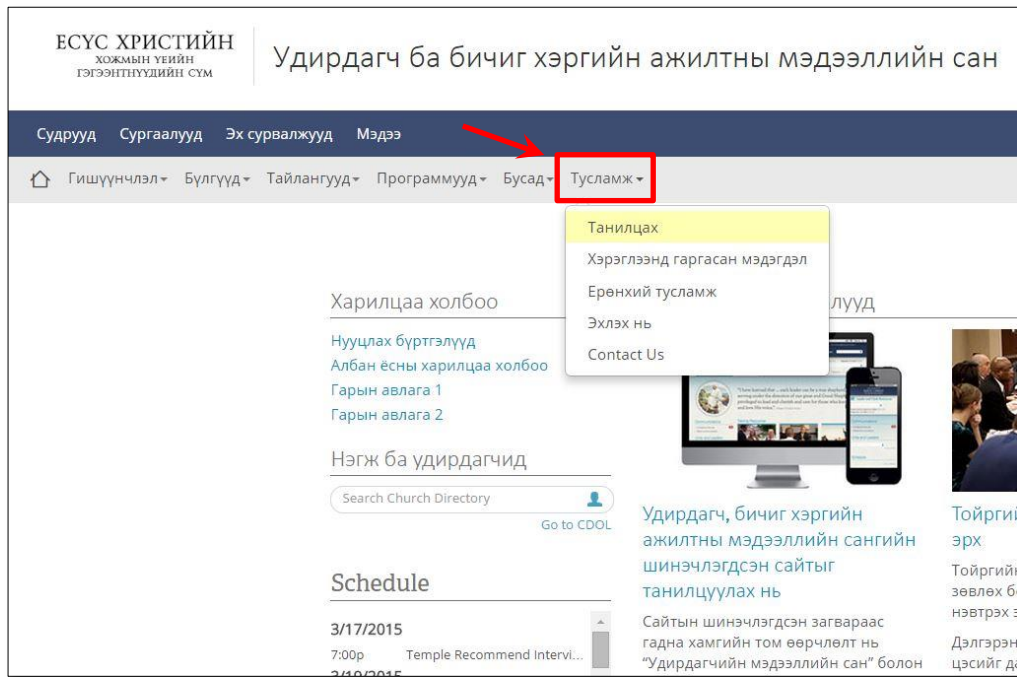 ЕСҮС ХРИСТИЙН
ХОЖМЫН ҮЕИЙН
ГЭГЭЭНТНҮҮДИЙН СҮМ
Удирдагч ба бичиг хэргийн ажилтны мэдээллийн сан
Судрууд Сургаалууд Эх сурвалжууд Мэдээ
Гишүүнчлэл Бүлгүүд Тайлангууд Программууд Бусад Тусламж
Танилцах
Хэрэглээнд гаргасан мэдэгдэл
Ерөнхий тусламж
Эхлэх нь
Contact Us
Харилцаа холбоо
Нууцлах бүртгэлүүд
Албан ёсны харилцаа холбоо
Гарын авлага 1
Гарын авлага 2
Нэгж ба удирдагчид
Search Church Directory
Go to CDOL
Schedule
3/17/2015
7:00p Temple Recommend Intervi...
3/19/2015
лууд
Удирдагч, бичиг хэргийн
ажилтны мэдээллийн сангийн
шинэчлэгдсэн сайтыг
танилцуулах нь
Сайтын шинэчлэгдсэн загвараас
гадна хамгийн том өөрчлөлт нь
“Удирдагчийн мэдээллийн сан” болон
Тойргий
эрх
Тойргийн
зөвлөх б
нэвтрэх э
Дэлгэрэн
цэсийг да